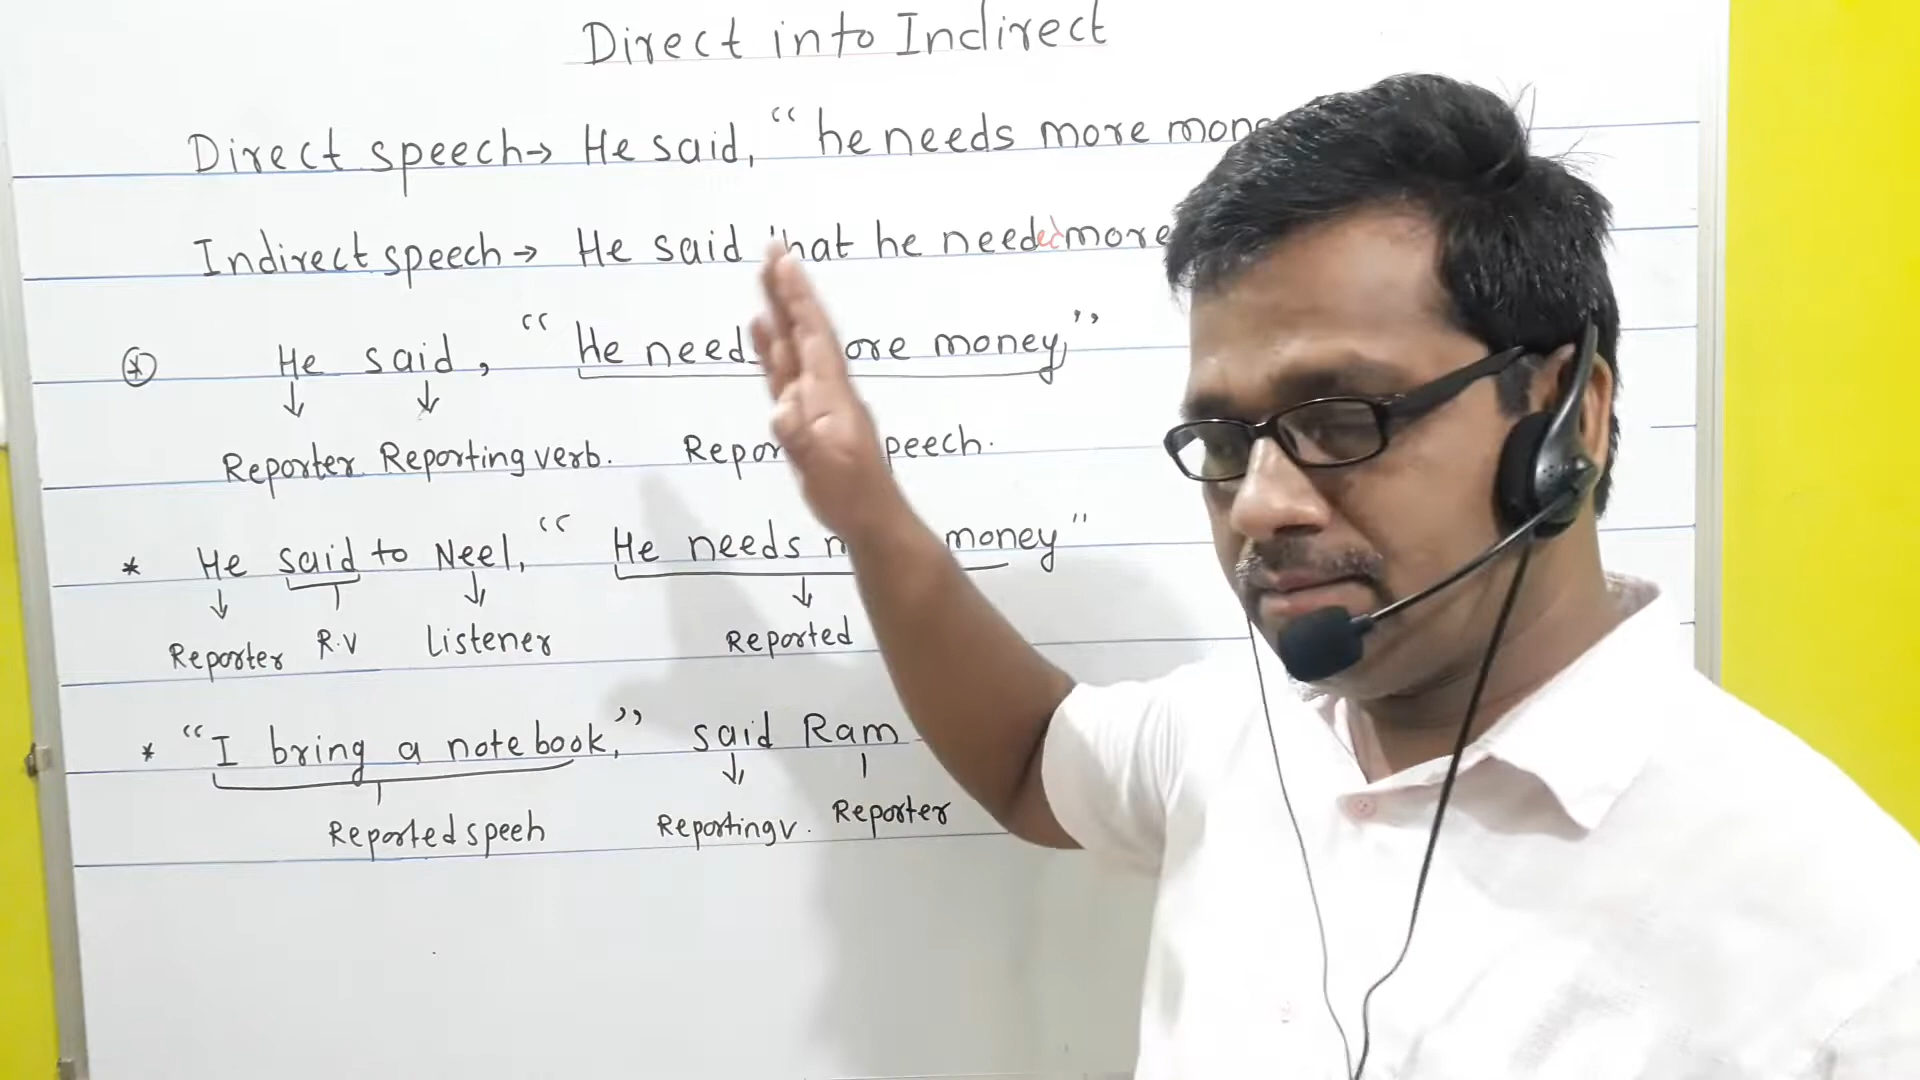 Direct into Indirect
Direct speech → He said, “ he needs more
Indirect speech → He said that he needed more
* He said, “ He need ore money,”
Reporter Reporting verb. Repor peech.
* He said to Neel, “ He needs money”
Reporter R.V Listener Reported
* “I bring a notebook,” said Ram
Reported speeh Reporting v. Reporter